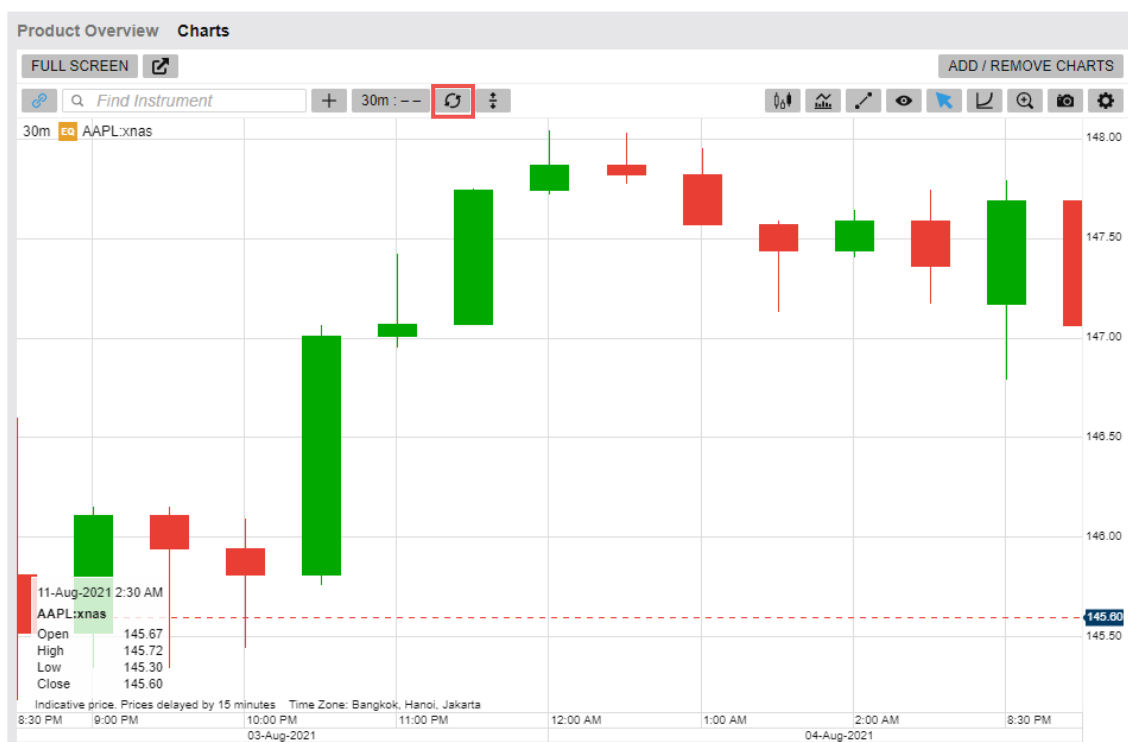 Product Overview Charts
FULL SCREEN ADD / REMOVE CHARTS
Find Instrument 30m : – –
30m EQ AAPL:xnas
148.00
147.50
147.00
146.50
146.00
11-Aug-2021 2:30 AM
AAPL:xnas
145.60
Open 145.67
145.50
High 145.72
Low 145.30
Close 145.60
Indicative price. Prices delayed by 15 minutes Time Zone: Bangkok, Hanoi, Jakarta
8:30 PM 9:00 PM 10:00 PM 11:00 PM 12:00 AM 1:00 AM 2:00 AM 8:30 PM
03-Aug-2021 04-Aug-2021